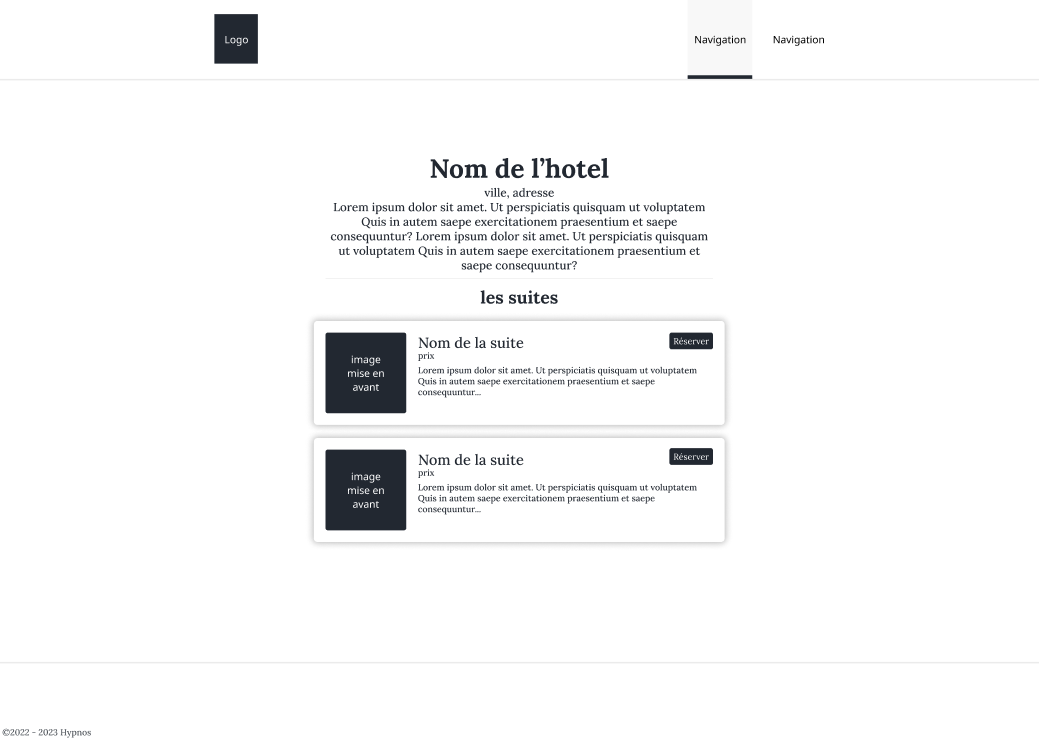 Logo
Navigation
Navigation
Nom de l’hotel
ville, adresse
Lorem ipsum dolor sit amet. Ut perspiciatis quisquam ut voluptatem
Quis in autem saepe exercitationem praesentium et saepe
consequuntur? Lorem ipsum dolor sit amet. Ut perspiciatis quisquam
ut voluptatem Quis in autem saepe exercitationem praesentium et
saepe consequuntur?
les suites
image
mise en
avant
Nom de la suite
Réserver
prix
Lorem ipsum dolor sit amet. Ut perspiciatis quisquam ut voluptatem
Quis in autem saepe exercitationem praesentium et saepe
consequuntur...
image
mise en
avant
Nom de la suite
Réserver
prix
Lorem ipsum dolor sit amet. Ut perspiciatis quisquam ut voluptatem
Quis in autem saepe exercitationem praesentium et saepe
consequuntur...
©2022 - 2023 Hypnos